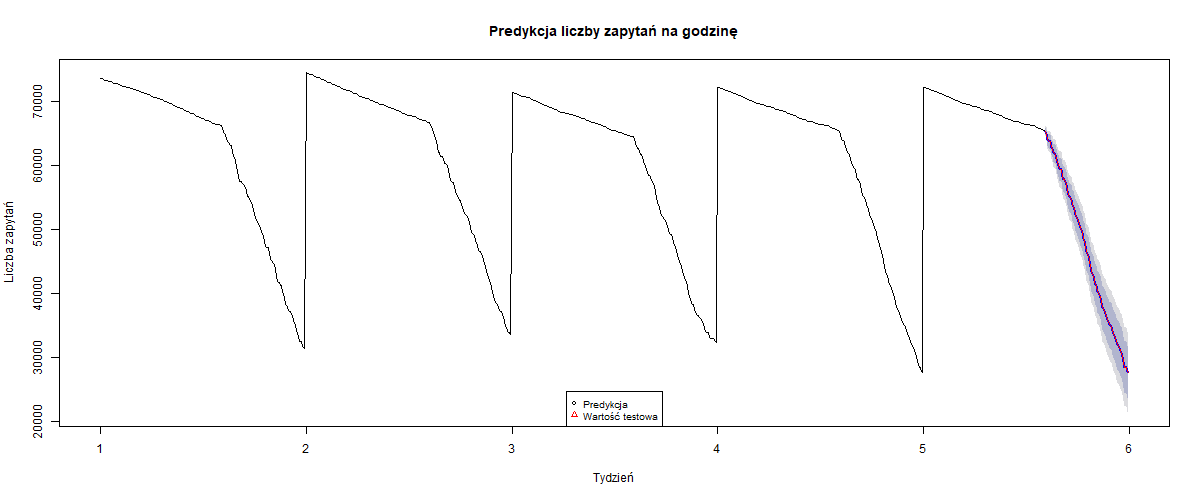 Predykcja liczby zapytań na godzinę
Liczba zapytań
70000
60000
50000
40000
30000
20000
Predykcja
Wartość testowa
1 2 3 4 5 6
Tydzień